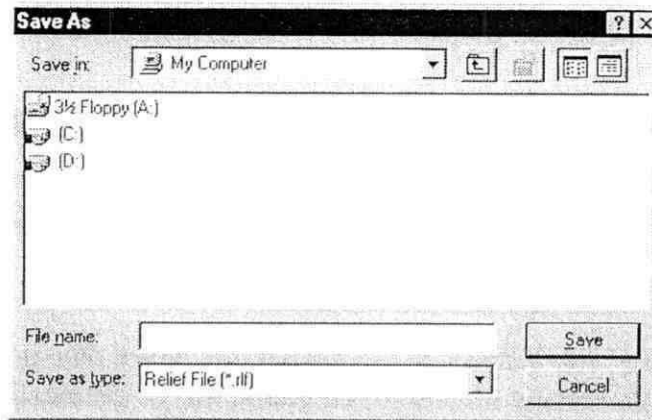 Save As
Save in: My Computer
3½ Floppy (A:)
(C:)
(D:)
File name: Save
Save as type: Relief File (*.rlf) Cancel